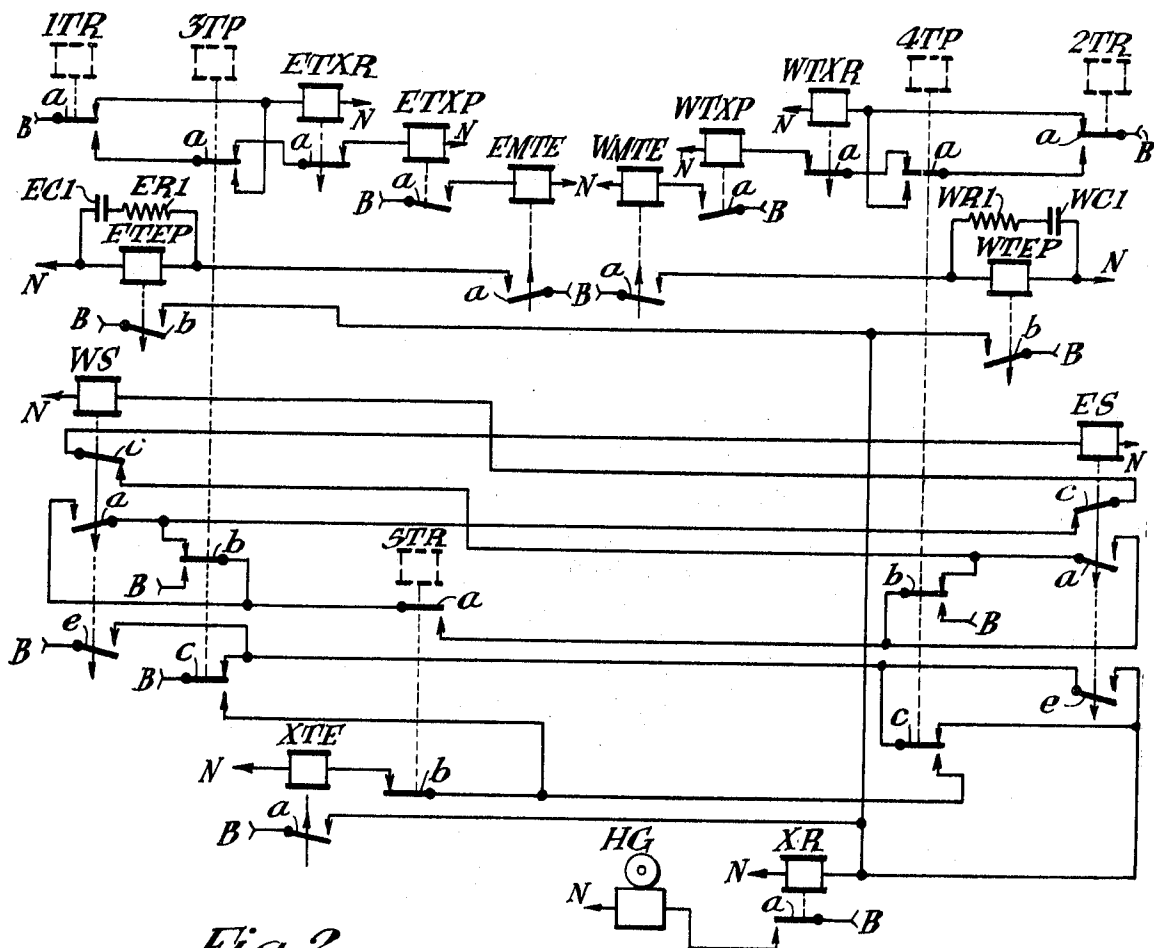 1TR 3TP ETXR ETXP EMTE WMTE WTXP WTXR 4TP 2TR
a B N a a N a N N a a a a B
EC1 ER1 B a B WR1 WC1
ETEP WTEP
N a B a N
B b b B
WS ES
N N
c c
a a
b 5TR b
B a B
B e e
B c c
XTE
N b
B a
HG XR
N N
a B
Fig. 2